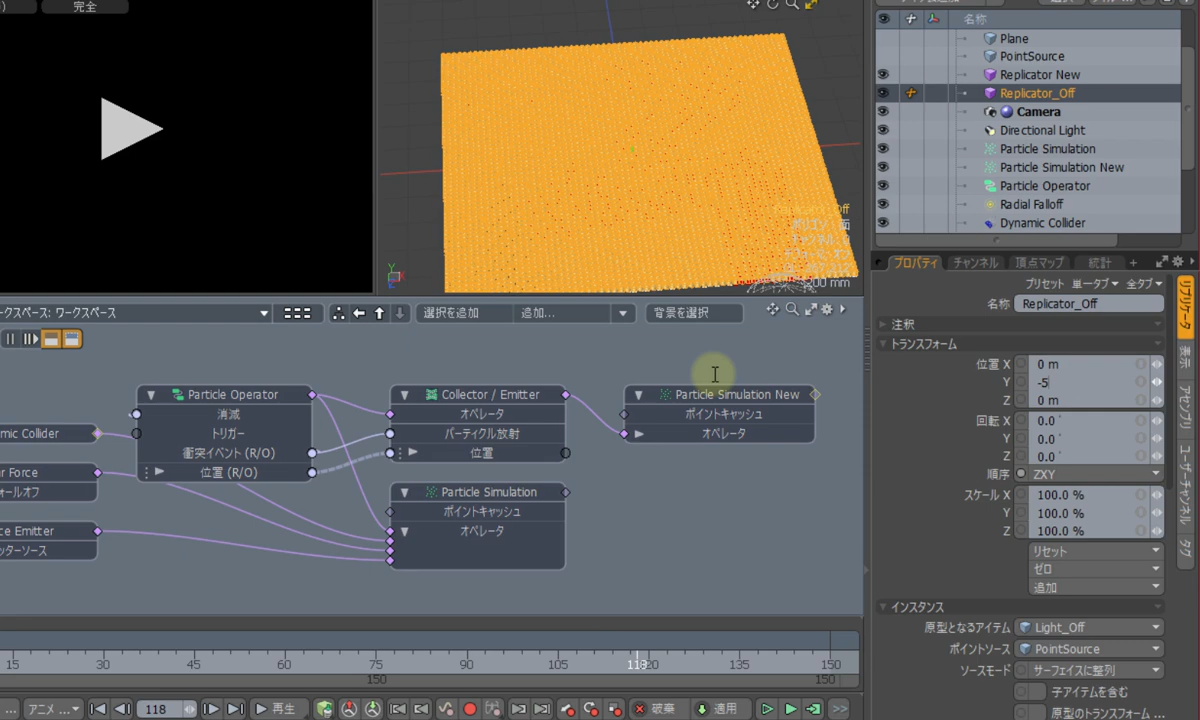 完全
名称
Plane
PointSource
Replicator New
Replicator_Off
Camera
Directional Light
Particle Simulation
Particle Simulation New
Particle Operator
Radial Falloff
Dynamic Collider
200 mm
プロパティ チャンネル 頂点マップ 統計 +
プリセット 単一タブ 全タブ
名称 Replicator_Off
注釈
トランスフォーム
位置 X 0 m
Y -5
Z 0 m
回転 X 0.0 °
Y 0.0 °
Z 0.0 °
順序 ZXY
スケール X 100.0 %
Y 100.0 %
Z 100.0 %
リセット
ゼロ
追加
インスタンス
原型となるアイテム Light_Off
ポイントソース PointSource
ソースモード サーフェイスに整列
子アイテムを含む
原型のトランスフォーム ...
リプリケータ
表示
アセンブリ
ユーザーチャンネル
タグ
ークスペース: ワークスペース
選択を追加 追加... 背景を選択
Particle Operator
消滅
トリガー
衝突イベント (R/O)
位置 (R/O)
mic Collider
r Force
ォールオフ
ce Emitter
ッターソース
Collector / Emitter
オペレータ
パーティクル放射
位置
Particle Simulation
ポイントキャッシュ
オペレータ
Particle Simulation New
ポイントキャッシュ
オペレータ
15 30 45 60 75 90 105 118 120 135 150
150 150
... アニメ ... 118 再生 破棄 適用 >>